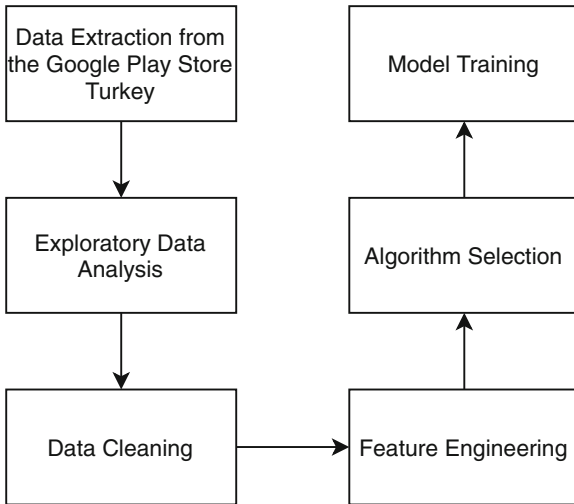 Data Extraction from
the Google Play Store
Turkey
Exploratory Data
Analysis
Data Cleaning
Feature Engineering
Algorithm Selection
Model Training